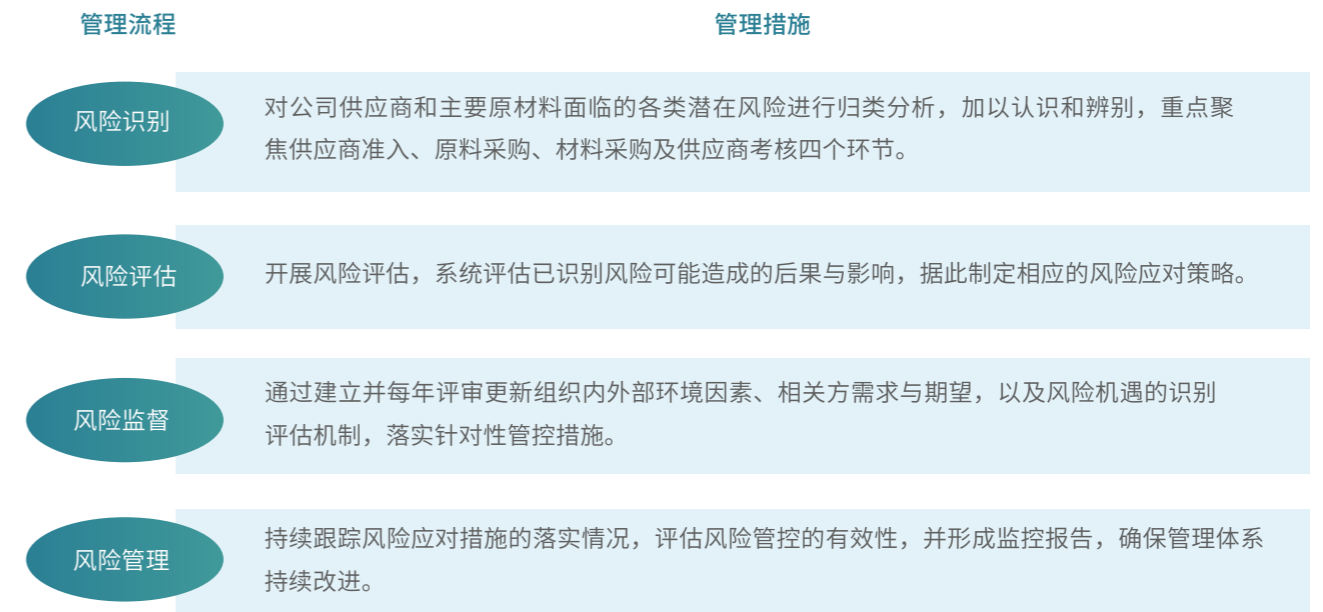 管理流程
管理措施
风险识别
对公司供应商和主要原材料面临的各类潜在风险进行归类分析，加以认识和辨别，重点聚
焦供应商准入、原料采购、材料采购及供应商考核四个环节。
风险评估
开展风险评估，系统评估已识别风险可能造成的后果与影响，据此制定相应的风险应对策略。
风险监督
通过建立并每年评审更新组织内外部环境因素、相关方需求与期望，以及风险机遇的识别
评估机制，落实针对性管控措施。
风险管理
持续跟踪风险应对措施的落实情况，评估风险管控的有效性，并形成监控报告，确保管理体系
持续改进。